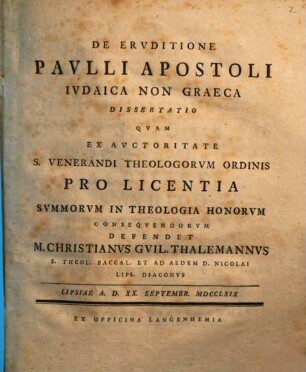 2
DE ERVDITIONE
PAVLLI APOSTOLI
IVDAICA NON GRAECA
DISSERTATIO
QVAM
EX AVCTORITATE
S. VENERANDI THEOLOGORVM ORDINIS
PRO LICENTIA
SVMMORVM IN THEOLOGIA HONORVM
CONSEQVENDORVM
DEFENDET
M. CHRISTIANVS GVIL. THALEMANNVS
S. THEOL. BACCAL. ET AD AEDEM D. NICOLAI
LIPS. DIACONVS
LIPSIAE A. D. XX. SEPTEMBR. MDCCLXIX
EX OFFICINA LANGENHEMIA